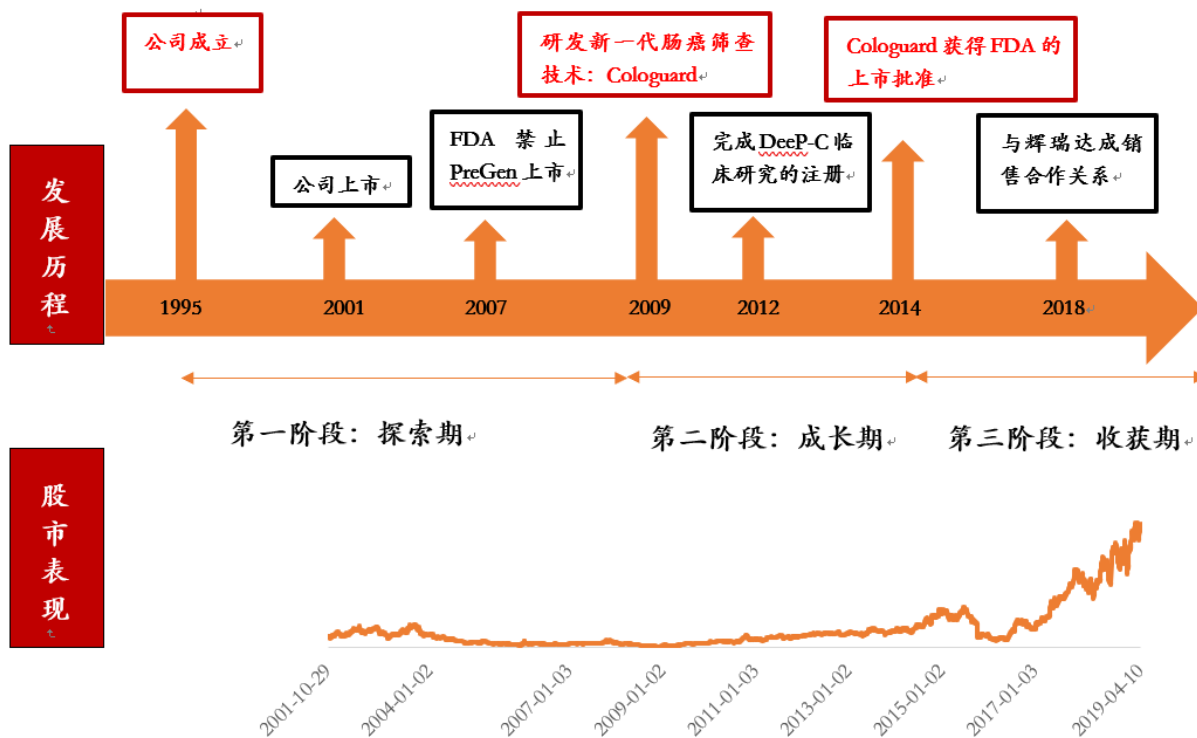 公司成立
研发新一代肠癌筛查
技术：Cologuard
Cologuard 获得 FDA 的
上市批准
公司上市
FDA 禁止
PreGen 上市
完成 DeeP-C 临
床研究的注册
与辉瑞达成销
售合作关系
发
展
历
程
1995
2001
2007
2009
2012
2014
2018
第一阶段：探索期
第二阶段：成长期
第三阶段：收获期
股
市
表
现
2001-10-29
2004-01-02
2007-01-03
2009-01-02
2011-01-03
2013-01-02
2015-01-02
2017-01-03
2019-04-10